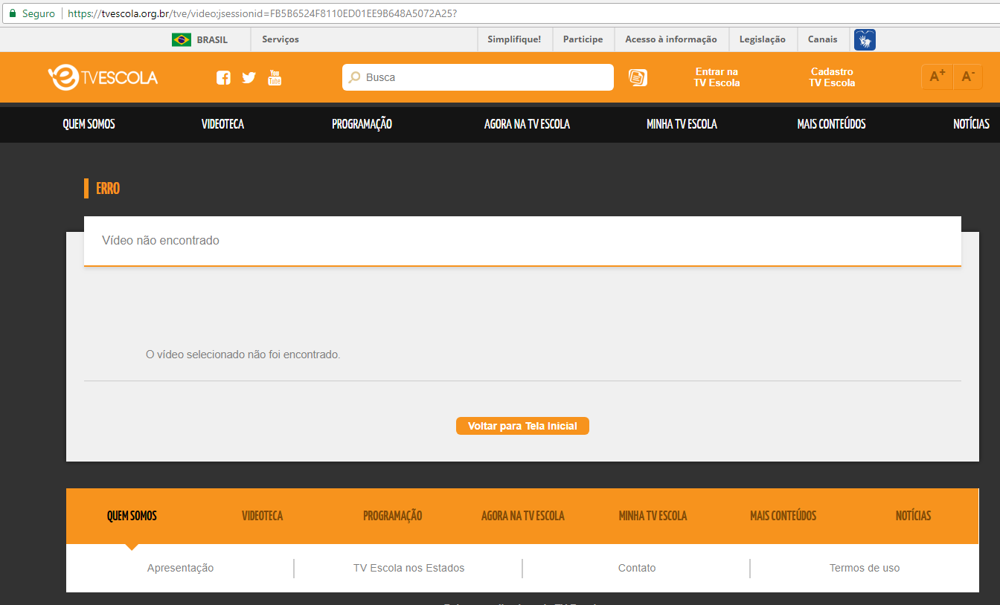 Seguro https://tvescola.org.br/tve/video;jsessionid=FB5B6524F8110ED01EE9B648A5072A25?
BRASIL Serviços Simplifique! Participe Acesso à informação Legislação Canais
TVESCOLA You Tube Busca Entrar na TV Escola Cadastro TV Escola A+ A-
QUEM SOMOS VIDEOTECA PROGRAMAÇÃO AGORA NA TV ESCOLA MINHA TV ESCOLA MAIS CONTEÚDOS NOTÍCIAS
ERRO
Vídeo não encontrado
O vídeo selecionado não foi encontrado.
Voltar para Tela Inicial
QUEM SOMOS VIDEOTECA PROGRAMAÇÃO AGORA NA TV ESCOLA MINHA TV ESCOLA MAIS CONTEÚDOS NOTÍCIAS
Apresentação TV Escola nos Estados Contato Termos de uso